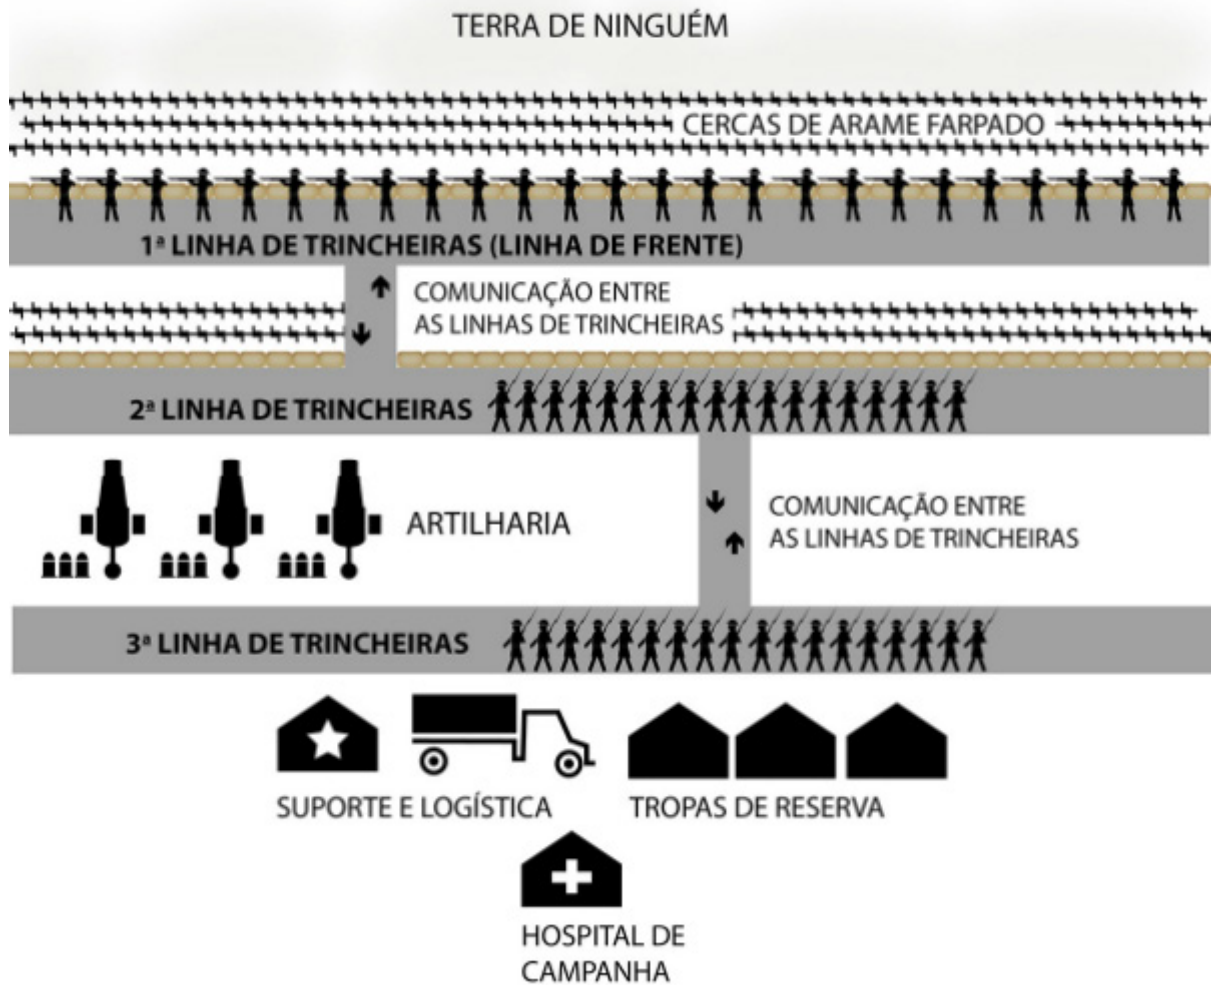 TERRA DE NINGUÉM
CERCAS DE ARAME FARPADO
1ª LINHA DE TRINCHEIRAS (LINHA DE FRENTE)
COMUNICAÇÃO ENTRE
AS LINHAS DE TRINCHEIRAS
2ª LINHA DE TRINCHEIRAS
ARTILHARIA
COMUNICAÇÃO ENTRE
AS LINHAS DE TRINCHEIRAS
3ª LINHA DE TRINCHEIRAS
SUPORTE E LOGÍSTICA
TROPAS DE RESERVA
HOSPITAL DE
CAMPANHA